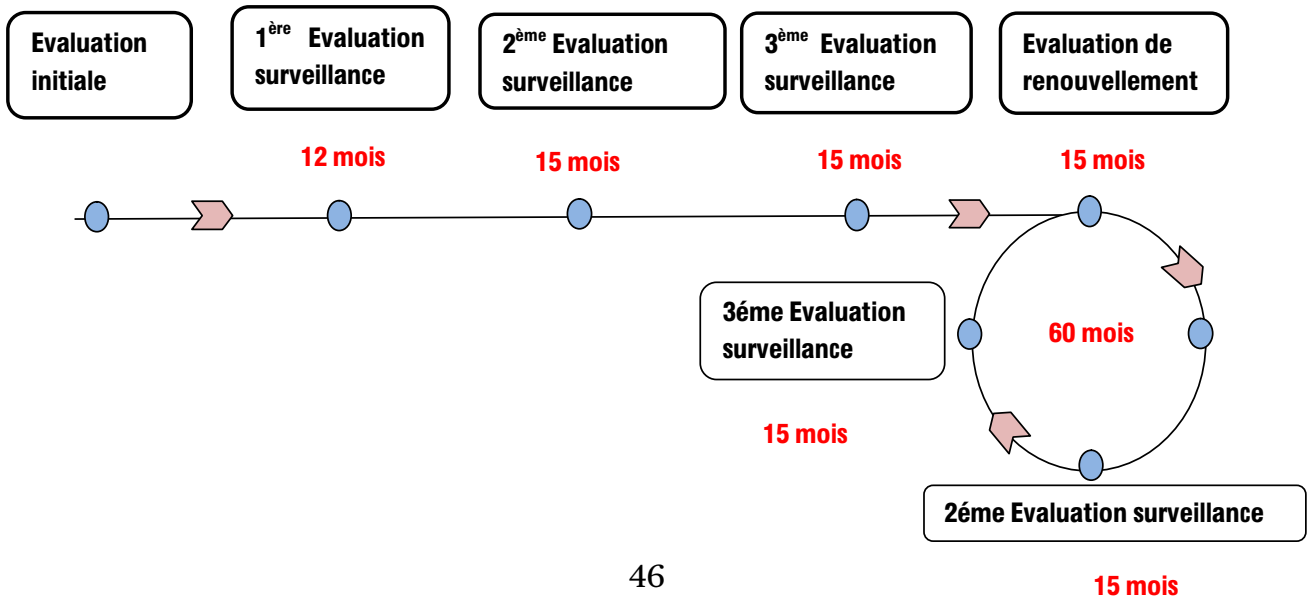 Evaluation
initiale
1ère Evaluation
surveillance
2ème Evaluation
surveillance
3ème Evaluation
surveillance
Evaluation de
renouvellement
12 mois
15 mois
15 mois
15 mois
3éme Evaluation
surveillance
60 mois
15 mois
2éme Evaluation surveillance
46
15 mois